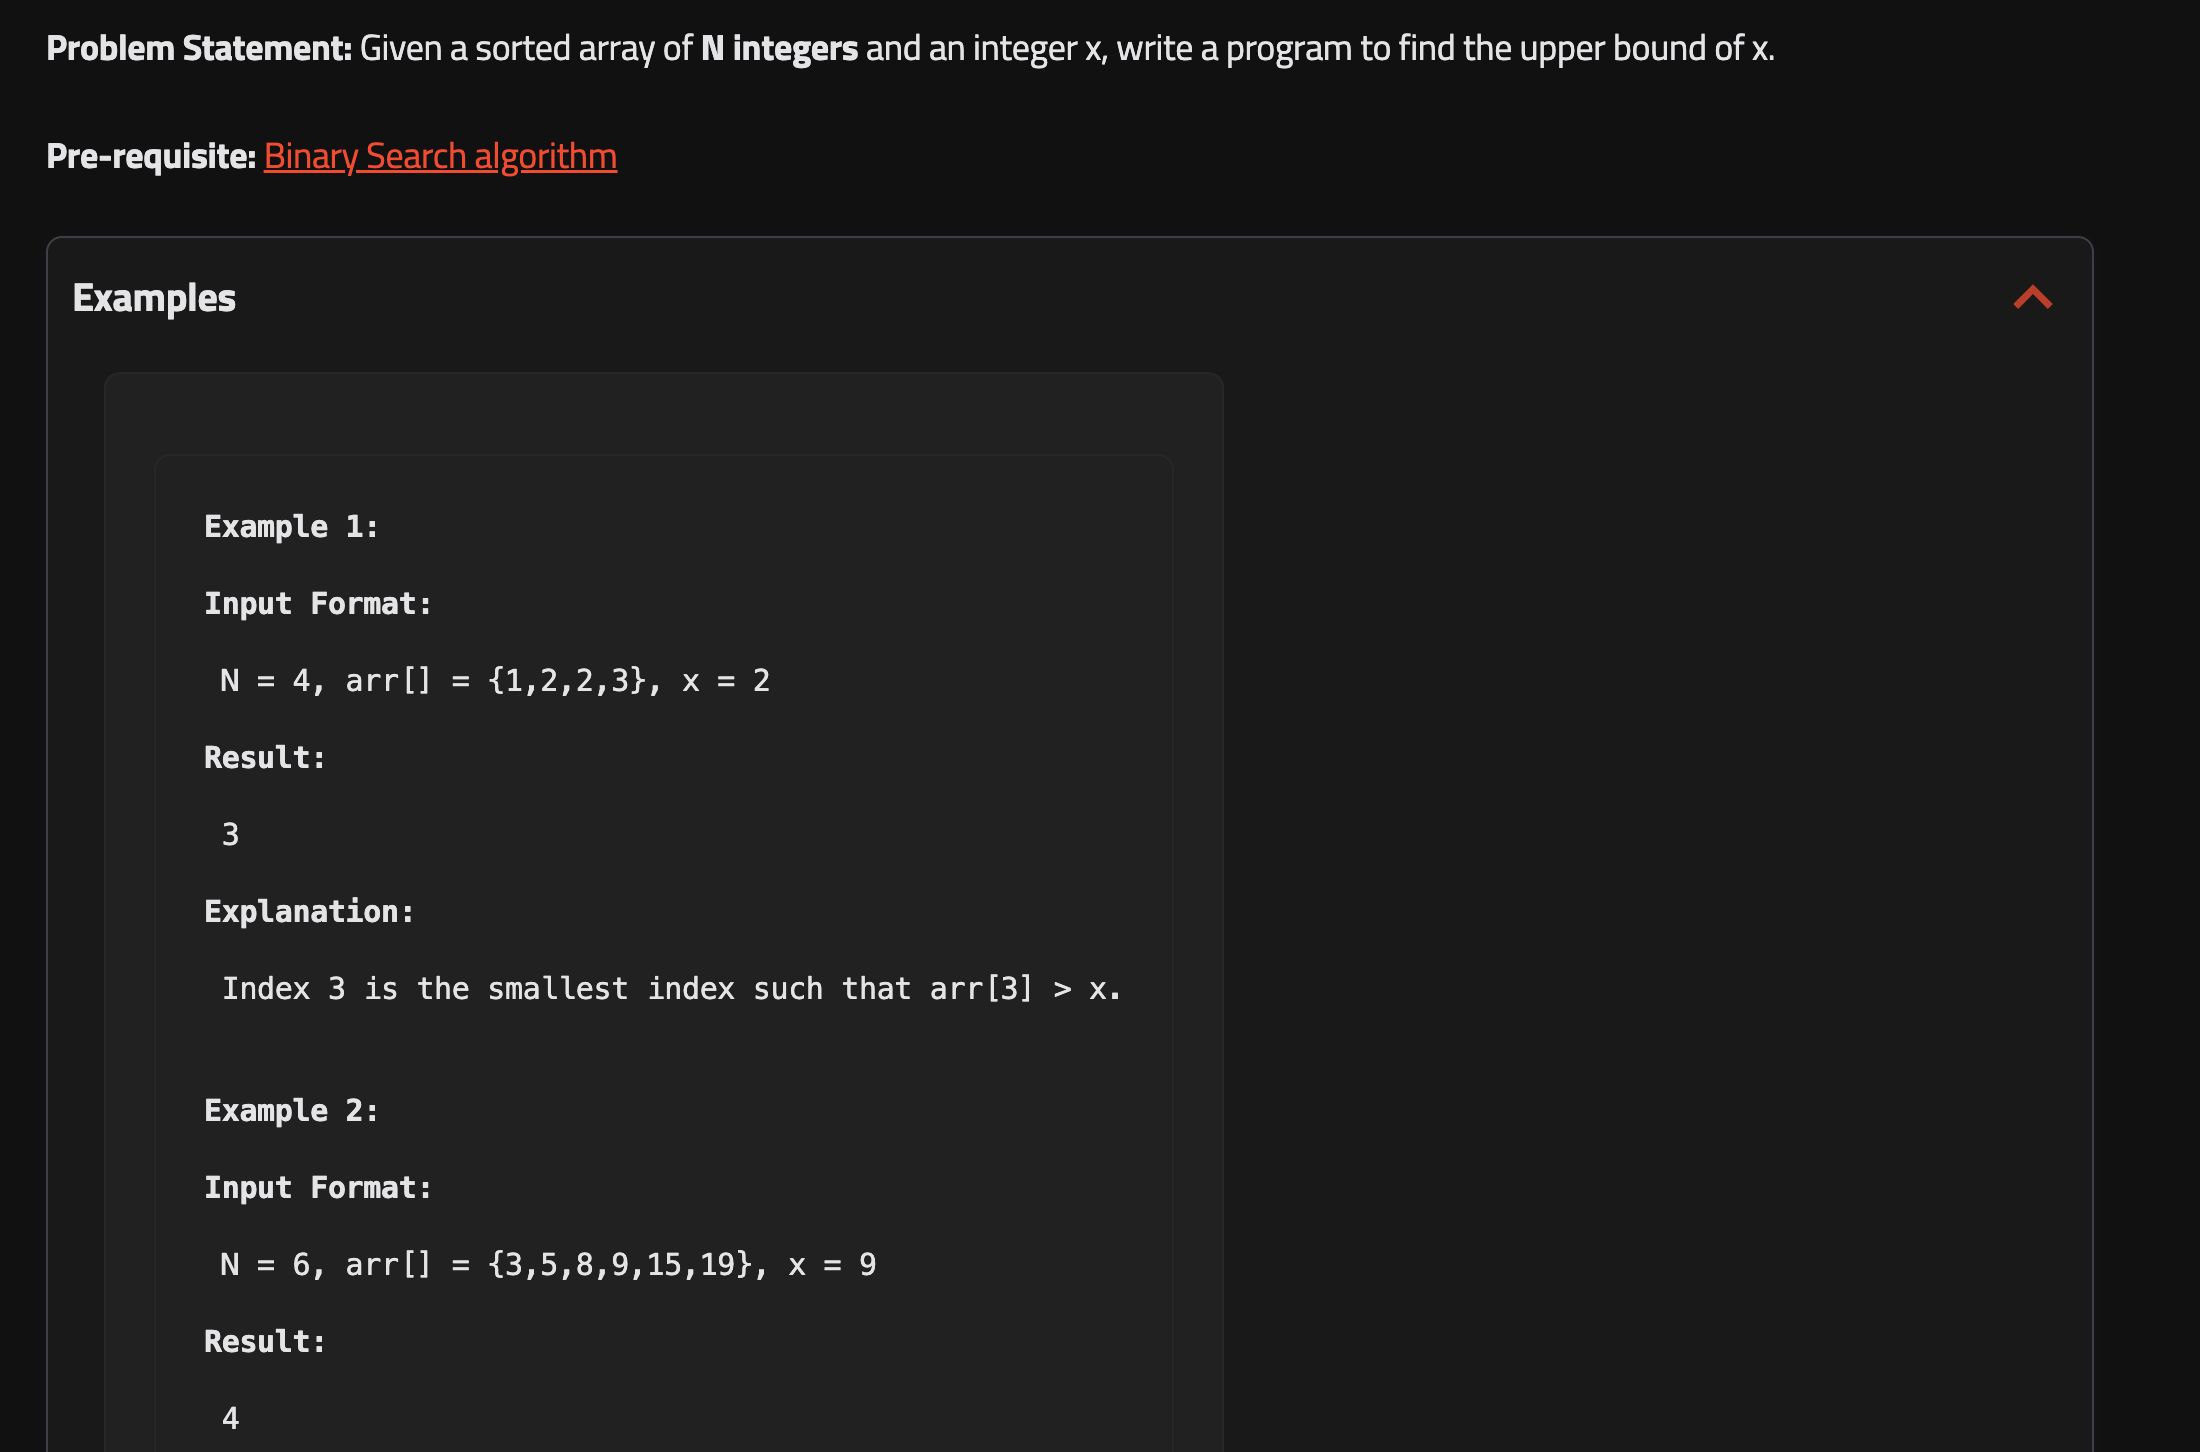 Problem Statement: Given a sorted array of N integers and an integer x, write a program to find the upper bound of x.
Pre-requisite: Binary Search algorithm
Examples
Example 1:
Input Format:
N = 4, arr[] = {1,2,2,3}, x = 2
Result:
3
Explanation:
Index 3 is the smallest index such that arr[3] > x.
Example 2:
Input Format:
N = 6, arr[] = {3,5,8,9,15,19}, x = 9
Result:
4